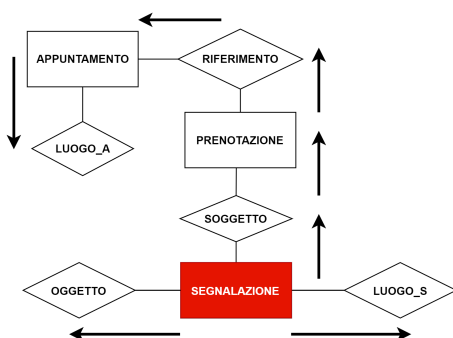 APPUNTAMENTO
RIFERIMENTO
LUOGO_A
PRENOTAZIONE
SOGGETTO
OGGETTO
SEGNALAZIONE
LUOGO_S